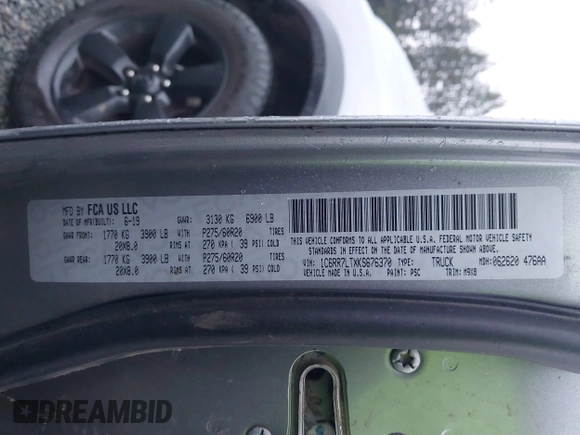 MFD BY FCA US LLC
DATE OF MFR(BUILT): 6-19 GVWR: 3130 KG 6900 LB
GAWR FRONT: 1770 KG 3900 LB WITH P275/60R20 TIRES
20X8.0 RIMS AT 270 KPA ( 39 PSI) COLD
GAWR REAR: 1770 KG 3900 LB WITH P275/60R20 TIRES
20X8.0 RIMS AT 270 KPA ( 39 PSI) COLD
THIS VEHICLE CONFORMS TO ALL APPLICABLE U.S.A. FEDERAL MOTOR VEHICLE SAFETY
STANDARDS IN EFFECT ON THE DATE OF MANUFACTURE SHOWN ABOVE.
VIN: 1C6RR7LTXKS676370 TYPE: TRUCK MDH:062620 476AA
VEHICLE MADE IN U.S.A. PAINT: PSC TRIM: M9X8
DREAMBID